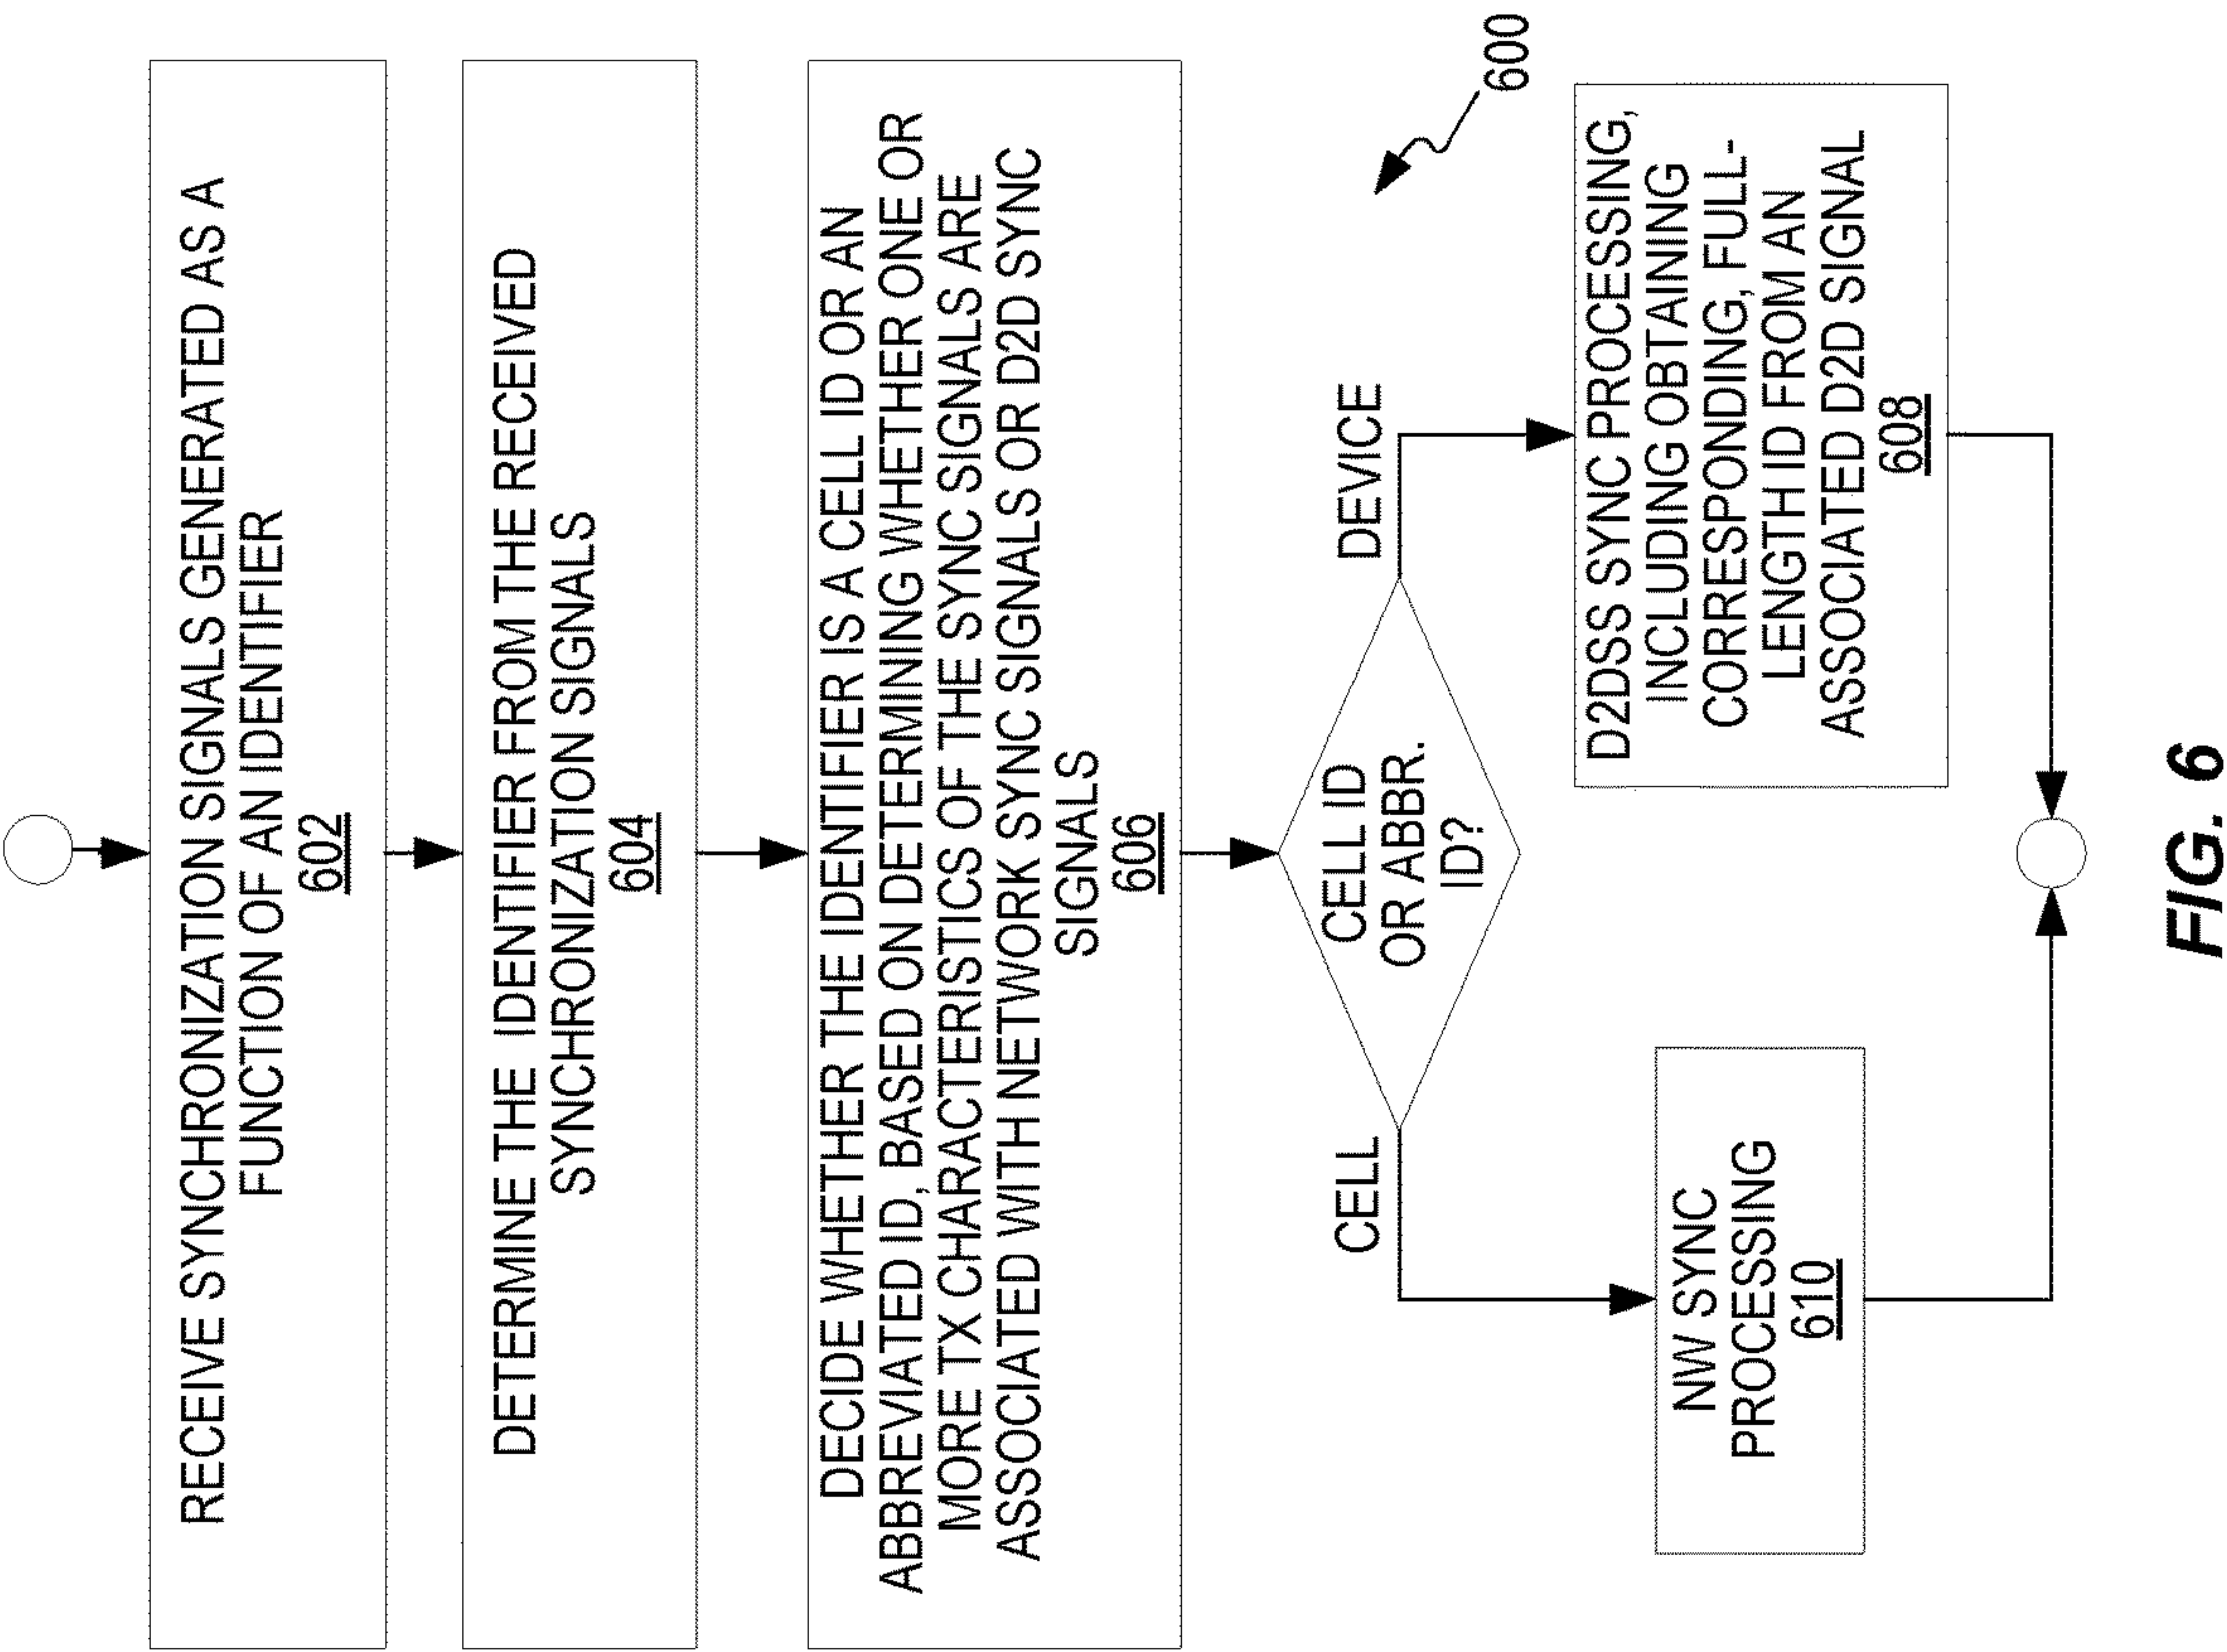 RECEIVE SYNCHRONIZATION SIGNALS GENERATED AS A
FUNCTION OF AN IDENTIFIER
602
DETERMINE THE IDENTIFIER FROM THE RECEIVED
SYNCHRONIZATION SIGNALS
604
DECIDE WHETHER THE IDENTIFIER IS A CELL ID OR AN
ABBREVIATED ID, BASED ON DETERMINING WHETHER ONE OR
MORE TX CHARACTERISTICS OF THE SYNC SIGNALS ARE
ASSOCIATED WITH NETWORK SYNC SIGNALS OR D2D SYNC
SIGNALS
606
CELL ID
OR ABBR.
ID?
CELL
DEVICE
600
NW SYNC
PROCESSING
610
D2DSS SYNC PROCESSING,
INCLUDING OBTAINING
CORRESPONDING, FULL-
LENGTH ID FROM AN
ASSOCIATED D2D SIGNAL
608
FIG. 6